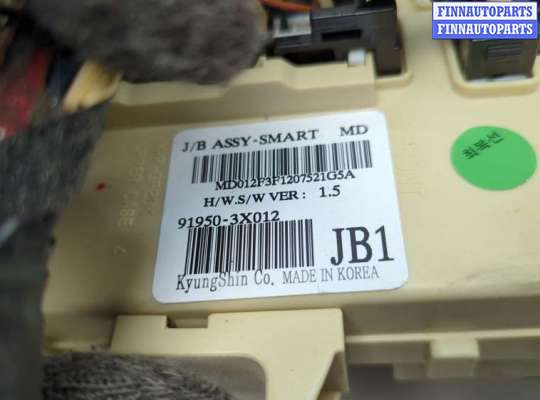 FINNAUTOPARTS
FINNAUTOPARTS
J/B ASSY-SMART MD
MD012F3F1207521G5A
H/W.S/W VER : 1.5
91950-3X012
JB1
KyungShin Co. MADE IN KOREA
최복선